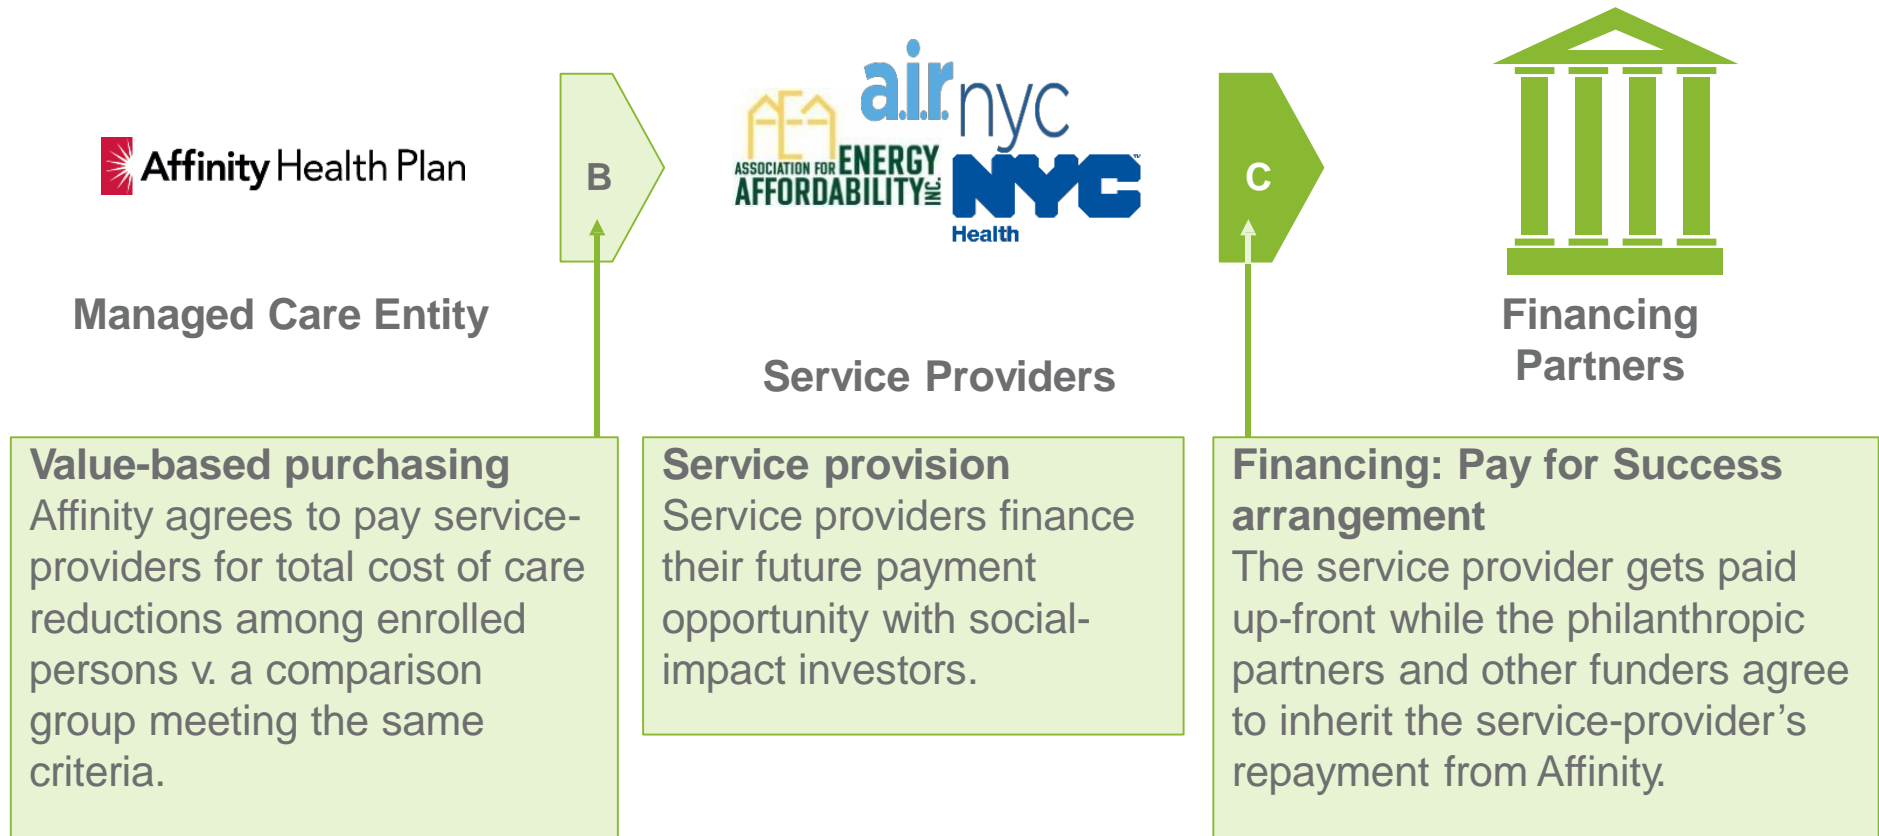 Affinity Health Plan
Managed Care Entity
B
a.i.r. nyc
ASSOCIATION FOR ENERGY
AFFORDABILITY INC.
NYC™
Health
Service Providers
C
Financing
Partners
Value-based purchasing
Affinity agrees to pay service-
providers for total cost of care
reductions among enrolled
persons v. a comparison
group meeting the same
criteria.
Service provision
Service providers finance
their future payment
opportunity with social-
impact investors.
Financing: Pay for Success
arrangement
The service provider gets paid
up-front while the philanthropic
partners and other funders agree
to inherit the service-provider’s
repayment from Affinity.